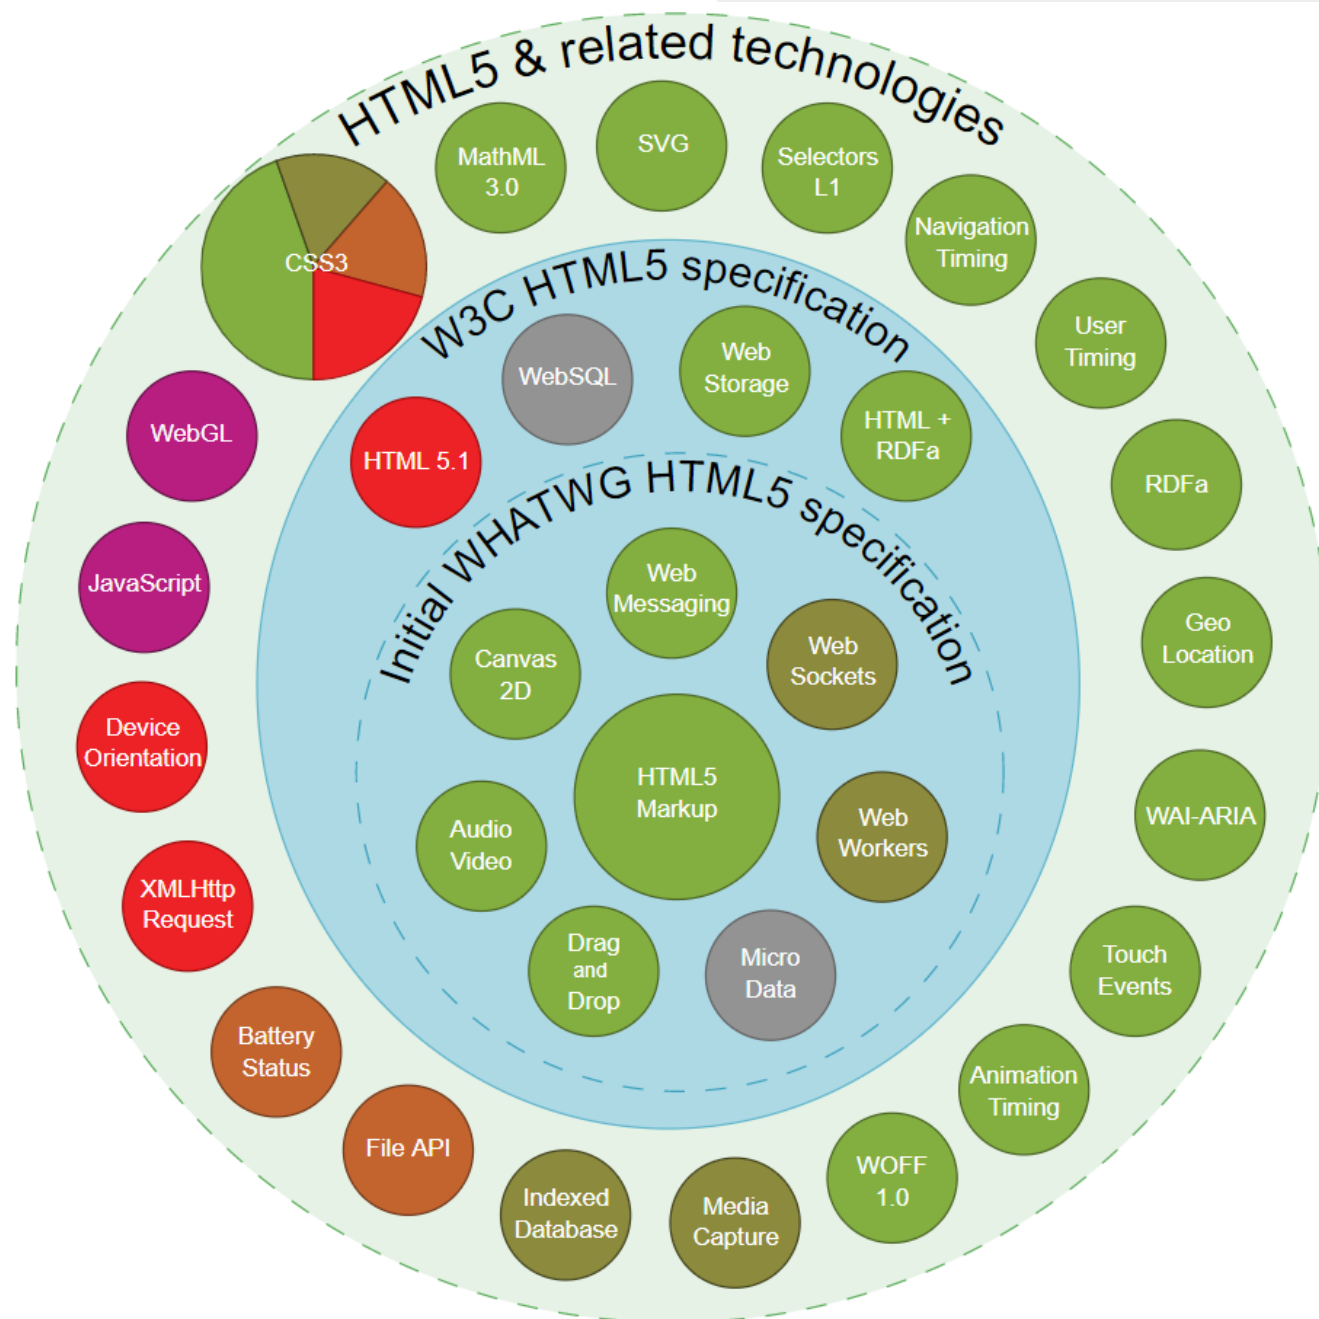 HTML5 & related technologies
MathML
3.0
SVG
Selectors
L1
Navigation
Timing
User
Timing
RDFa
Geo
Location
WAI-ARIA
Touch
Events
Animation
Timing
WOFF
1.0
Media
Capture
Indexed
Database
File API
Battery
Status
XMLHttp
Request
Device
Orientation
JavaScript
WebGL
CSS3
W3C HTML5 specification
HTML 5.1
WebSQL
Web
Storage
HTML +
RDFa
Initial WHATWG HTML5 specification
Web
Messaging
Web
Sockets
Web
Workers
Micro
Data
Drag
and
Drop
Audio
Video
Canvas
2D
HTML5
Markup